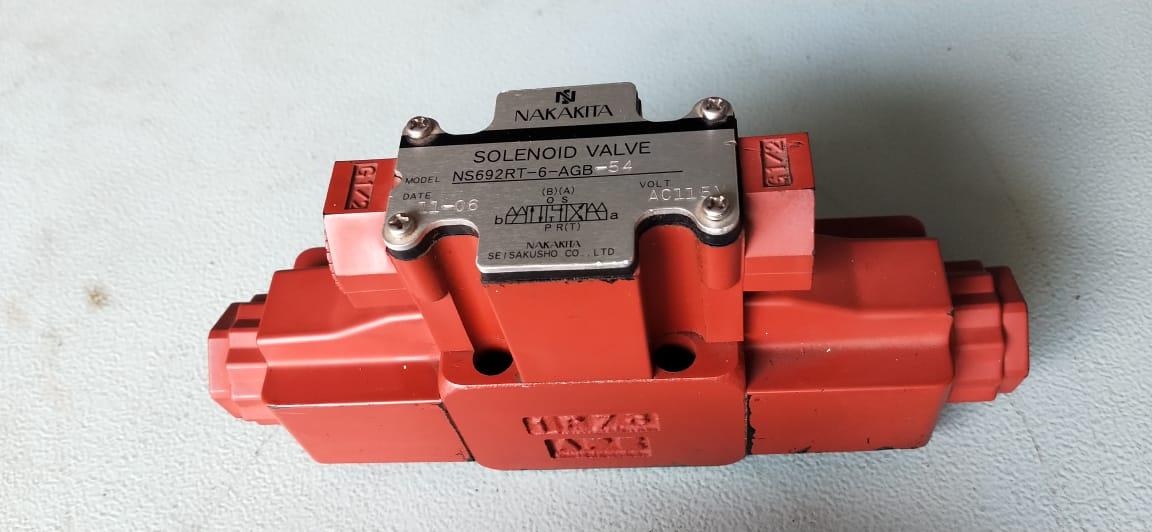 NAKAKITA
SOLENOID VALVE
MODEL NS692RT-6-AGB-54
DATE 11-06 VOLT AC115V
(B)(A)
O S
b a
P R(T)
NAKAKITA
SEISAKUSHO CO.,LTD
G1/2
G1/2